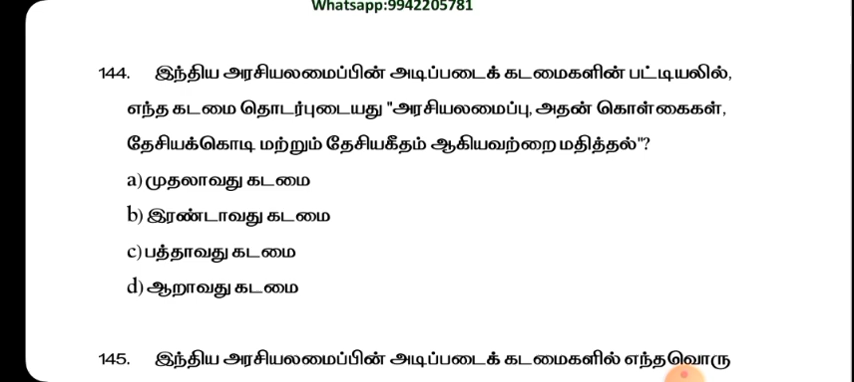 Whatsapp:9942205781
144. இந்திய அரசியலமைப்பின் அடிப்படைக் கடமைகளின் பட்டியலில்,
எந்த கடமை தொடர்புடையது "அரசியலமைப்பு, அதன் கொள்கைகள்,
தேசியக்கொடி மற்றும் தேசியகீதம் ஆகியவற்றை மதித்தல்"?
a) முதலாவது கடமை
b) இரண்டாவது கடமை
c) பத்தாவது கடமை
d) ஆறாவது கடமை
145. இந்திய அரசியலமைப்பின் அடிப்படைக் கடமைகளில் எந்தவொரு